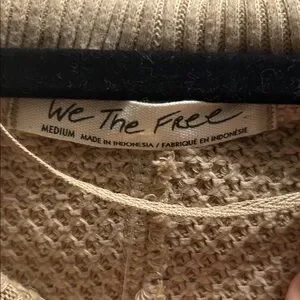 We The Free
MEDIUM MADE IN INDONESIA / FABRIQUÉ EN INDONÉSIE